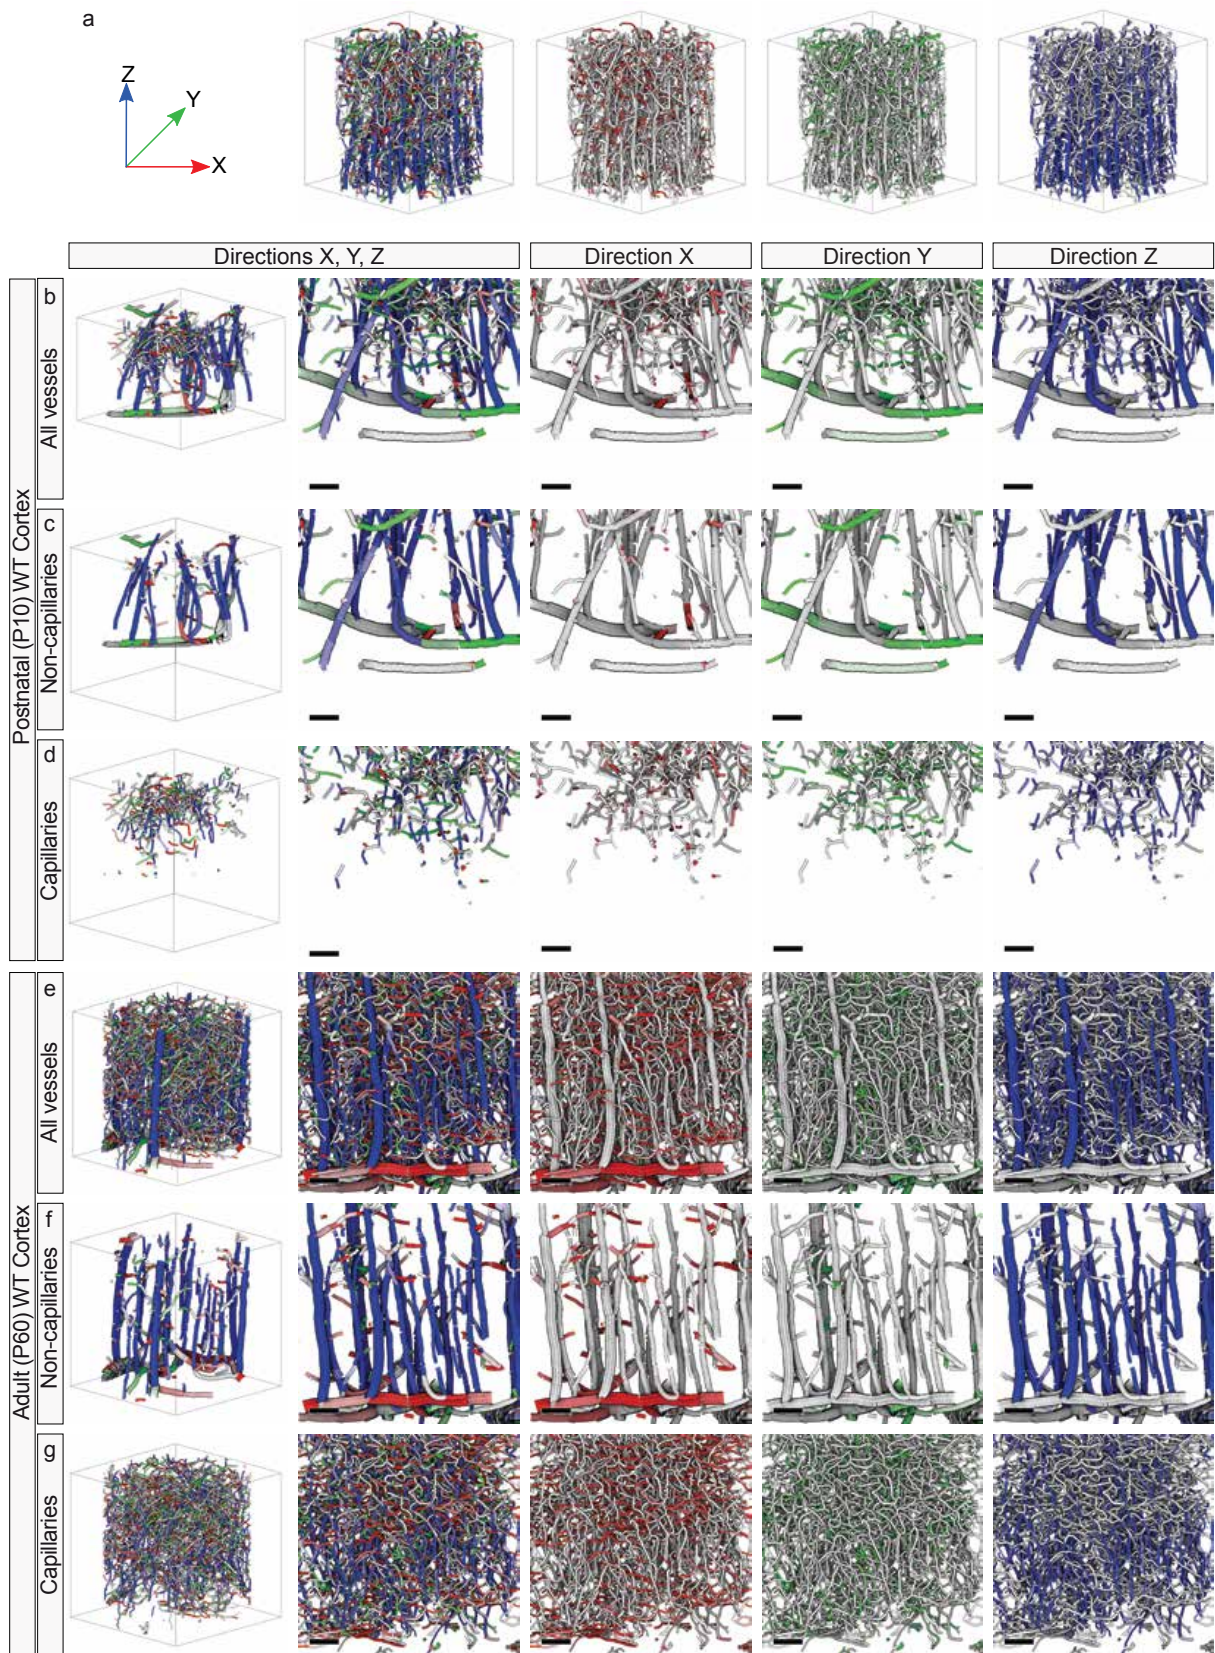 a
Z
Y
X
Directions X, Y, Z
Direction X
Direction Y
Direction Z
Postnatal (P10) WT Cortex
b
All vessels
c
Non-capillaries
d
Capillaries
Adult (P60) WT Cortex
e
All vessels
f
Non-capillaries
g
Capillaries